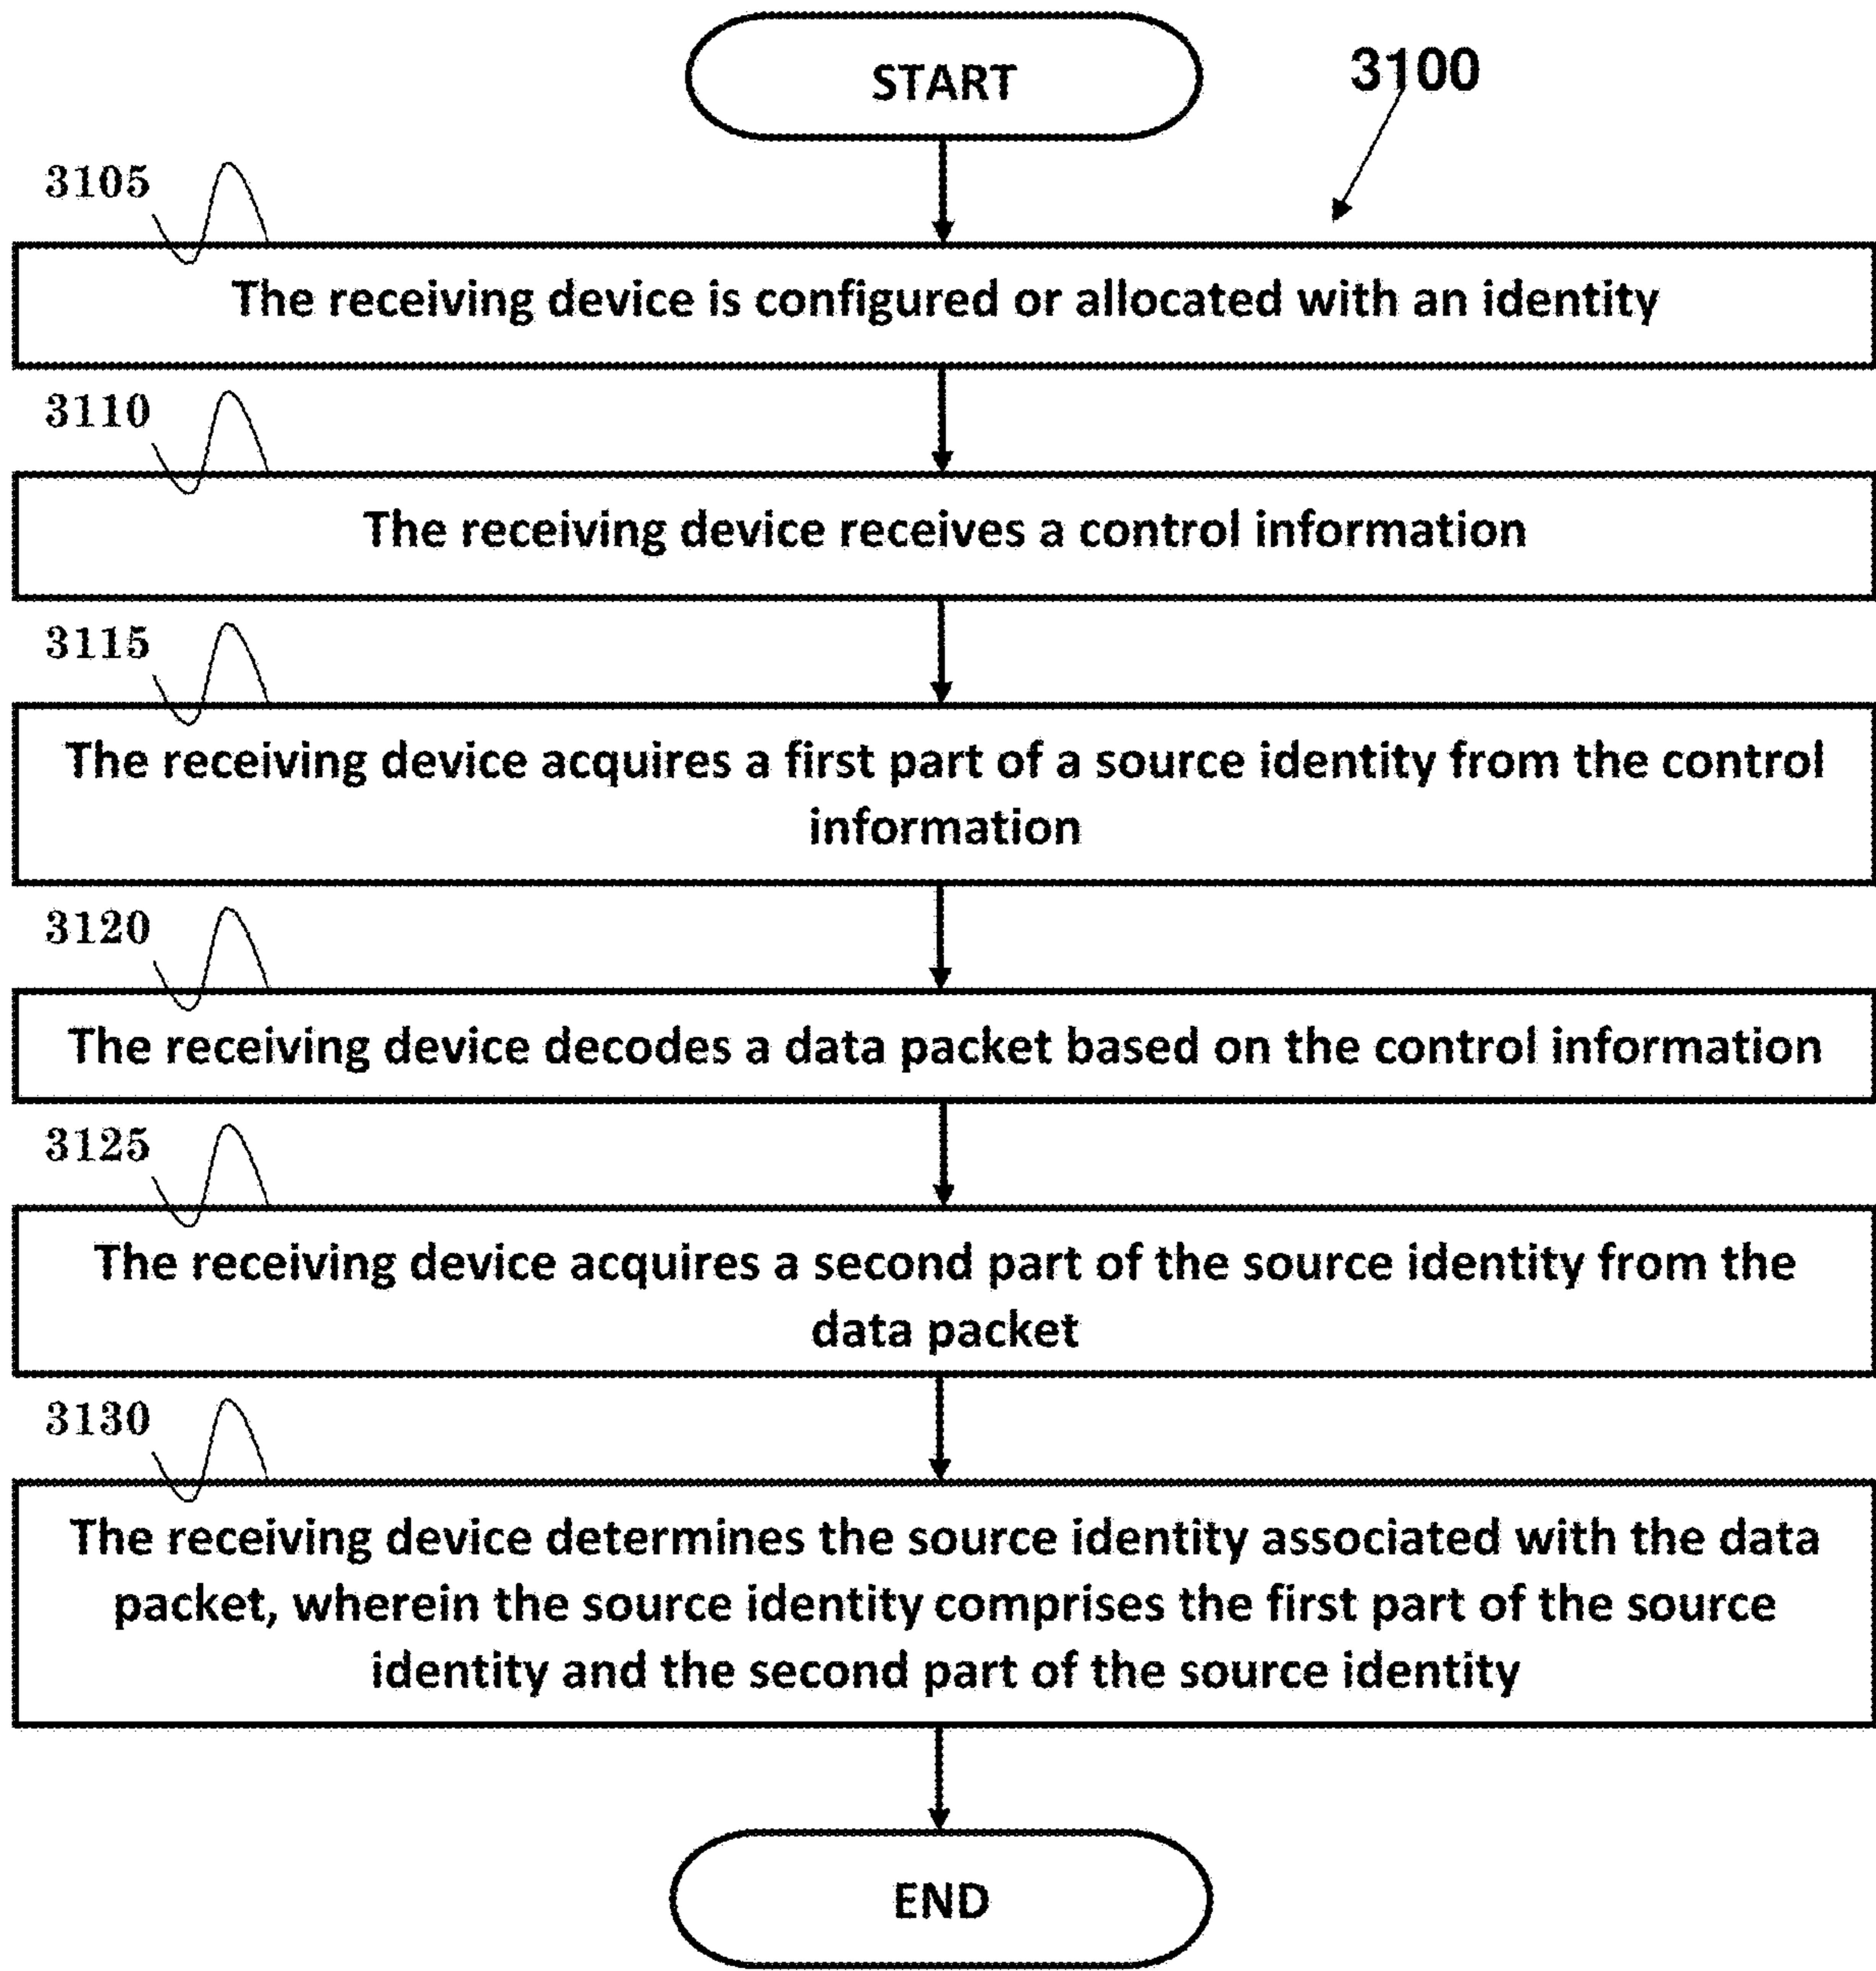 START
3100
3105
The receiving device is configured or allocated with an identity
3110
The receiving device receives a control information
3115
The receiving device acquires a first part of a source identity from the control
information
3120
The receiving device decodes a data packet based on the control information
3125
The receiving device acquires a second part of the source identity from the
data packet
3130
The receiving device determines the source identity associated with the data
packet, wherein the source identity comprises the first part of the source
identity and the second part of the source identity
END